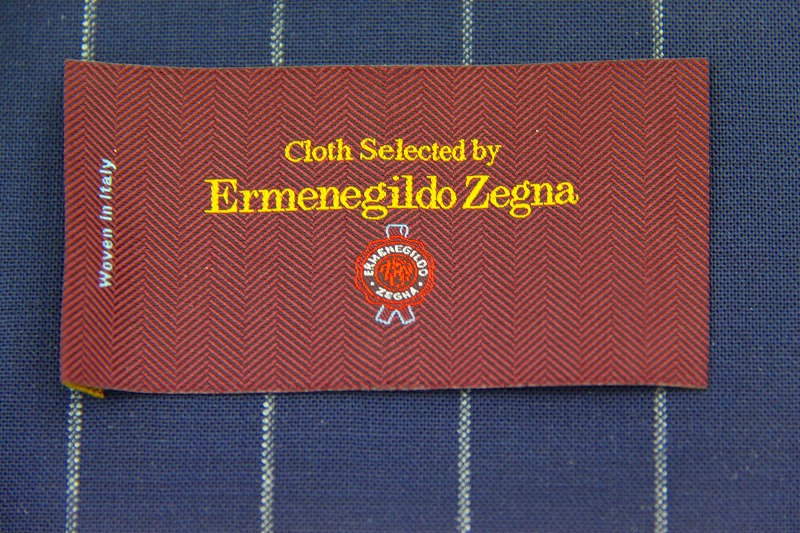 Cloth Selected by
Ermenegildo Zegna
ERMENEGILDO
ZEGNA
Woven in Italy